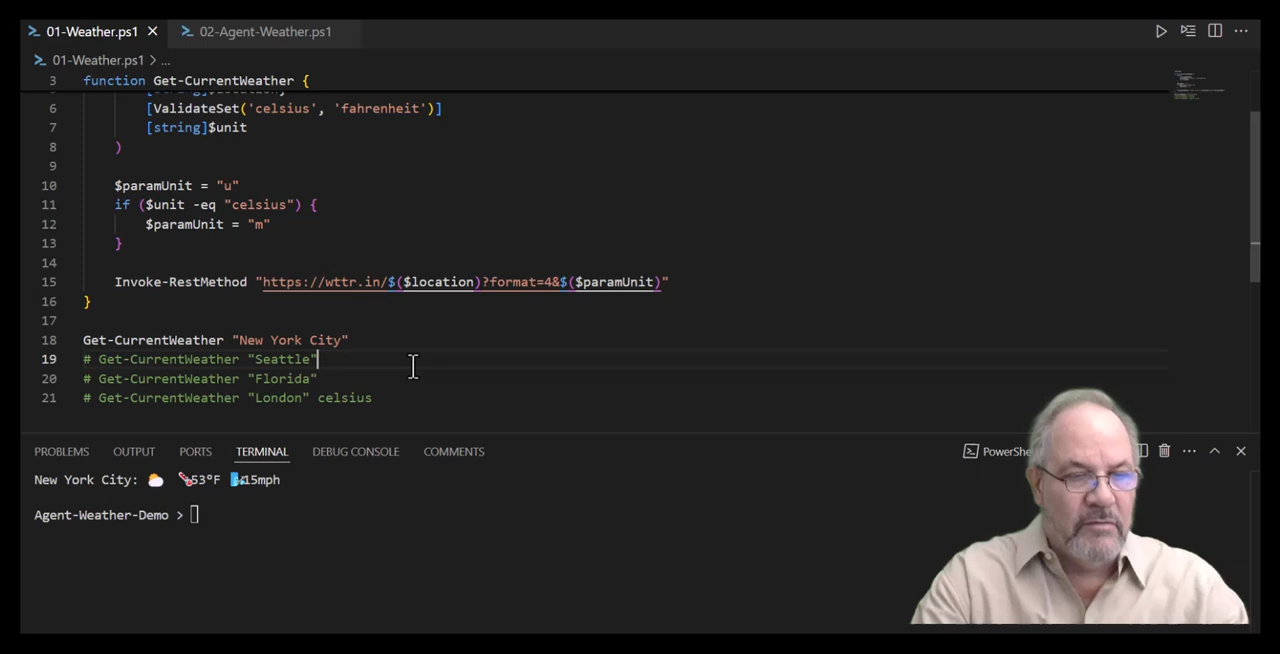 01-Weather.ps1
02-Agent-Weather.ps1
01-Weather.ps1 > ...
3 function Get-CurrentWeather {
6 [ValidateSet('celsius', 'fahrenheit')]
7 [string]$unit
8 )
9
10 $paramUnit = "u"
11 if ($unit -eq "celsius") {
12 $paramUnit = "m"
13 }
14
15 Invoke-RestMethod "https://wttr.in/$($location)?format=4&$($paramUnit)"
16 }
17
18 Get-CurrentWeather "New York City"
19 # Get-CurrentWeather "Seattle"
20 # Get-CurrentWeather "Florida"
21 # Get-CurrentWeather "London" celsius
PROBLEMS OUTPUT PORTS TERMINAL DEBUG CONSOLE COMMENTS
New York City: 53°F 15mph
Agent-Weather-Demo >